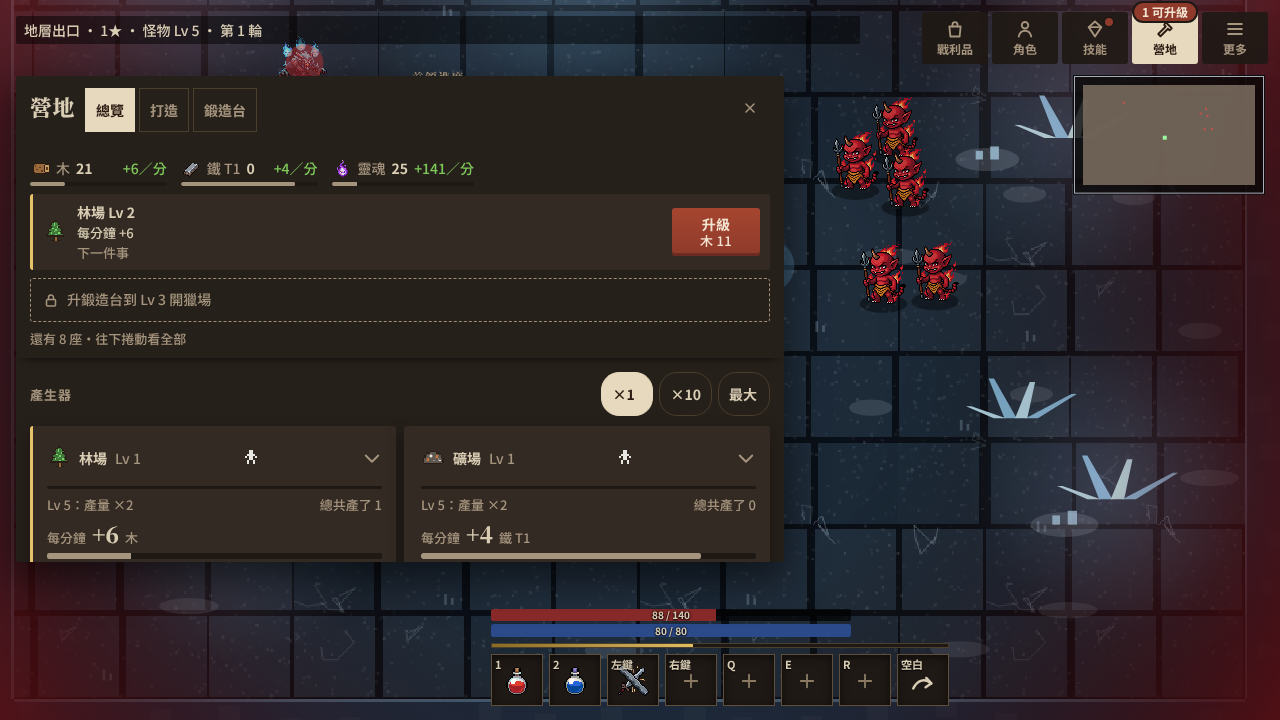 地層出口 · 1★ · 怪物 Lv 5 · 第 1 輪
1 可升級
戰利品
角色
技能
營地
更多
營地
總覽
打造
鍛造台
×
木 21 +6／分
鐵 T1 0 +4／分
靈魂 25 +141／分
林場 Lv 2
每分鐘 +6
下一件事
升級
木 11
升鍛造台到 Lv 3 開獵場
還有 8 座·往下捲動看全部
產生器
×1
×10
最大
林場 Lv 1
Lv 5：產量 ×2
總共產了 1
每分鐘 +6 木
礦場 Lv 1
Lv 5：產量 ×2
總共產了 0
每分鐘 +4 鐵 T1
88 / 140
80 / 80
1
2
左鍵
右鍵
Q
E
R
空白